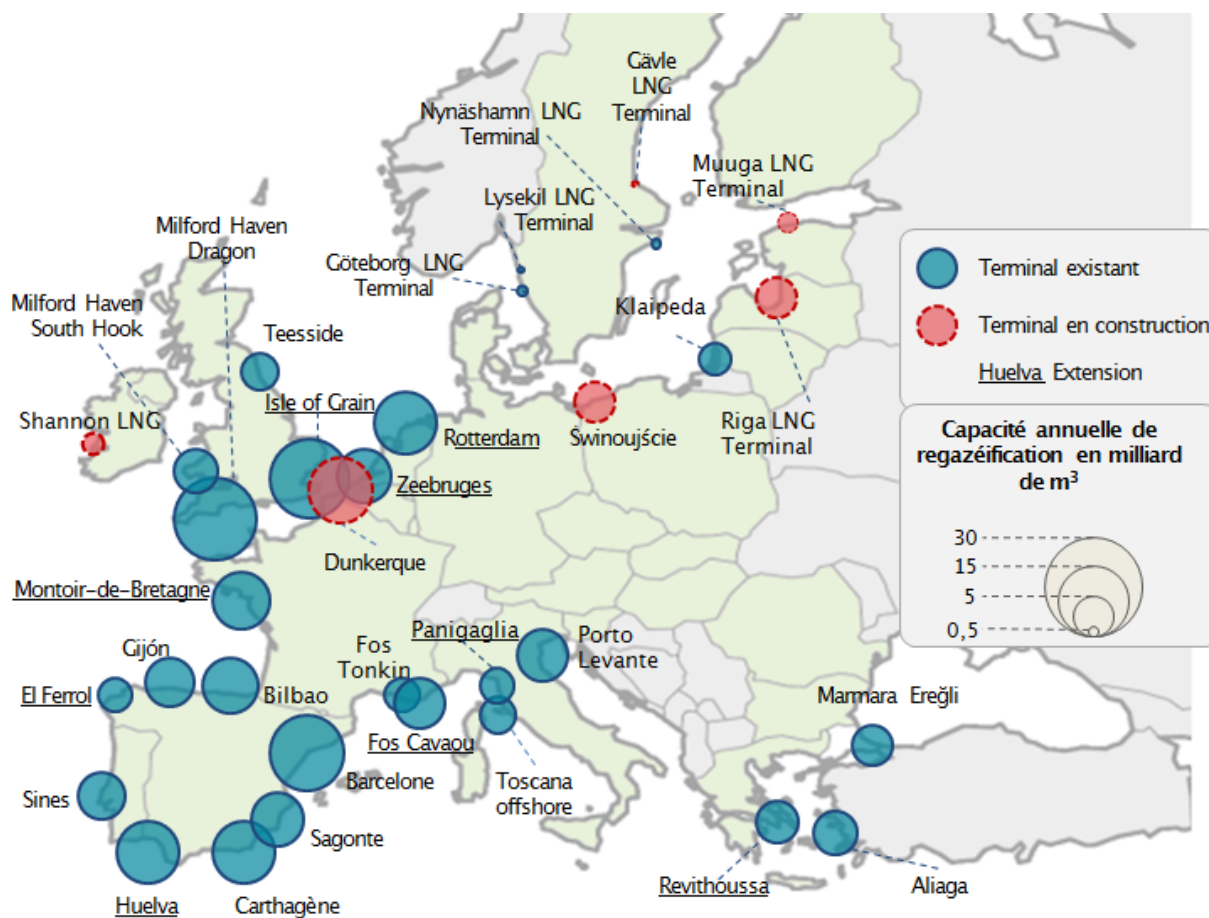 Gävle
LNG
Terminal
Nynäshamn LNG
Terminal
Muuga LNG
Terminal
Lysekil LNG
Terminal
Milford Haven
Dragon
Göteborg LNG
Terminal
Milford Haven
South Hook
Klaipeda
Teesside
Isle of Grain
Shannon LNG
Rotterdam
Świnoujście
Riga LNG
Terminal
Zeebruges
Dunkerque
Montoir-de-Bretagne
Panigaglia
Porto
Levante
Fos
Tonkin
Gijón
El Ferrol
Bilbao
Marmara Ereğli
Fos Cavaou
Barcelone
Toscana
offshore
Sines
Sagonte
Revithoussa
Aliaga
Huelva
Carthagène
Terminal existant
Terminal en construction
Huelva Extension
Capacité annuelle de
regazéification en milliard
de m³
30
15
5
0,5